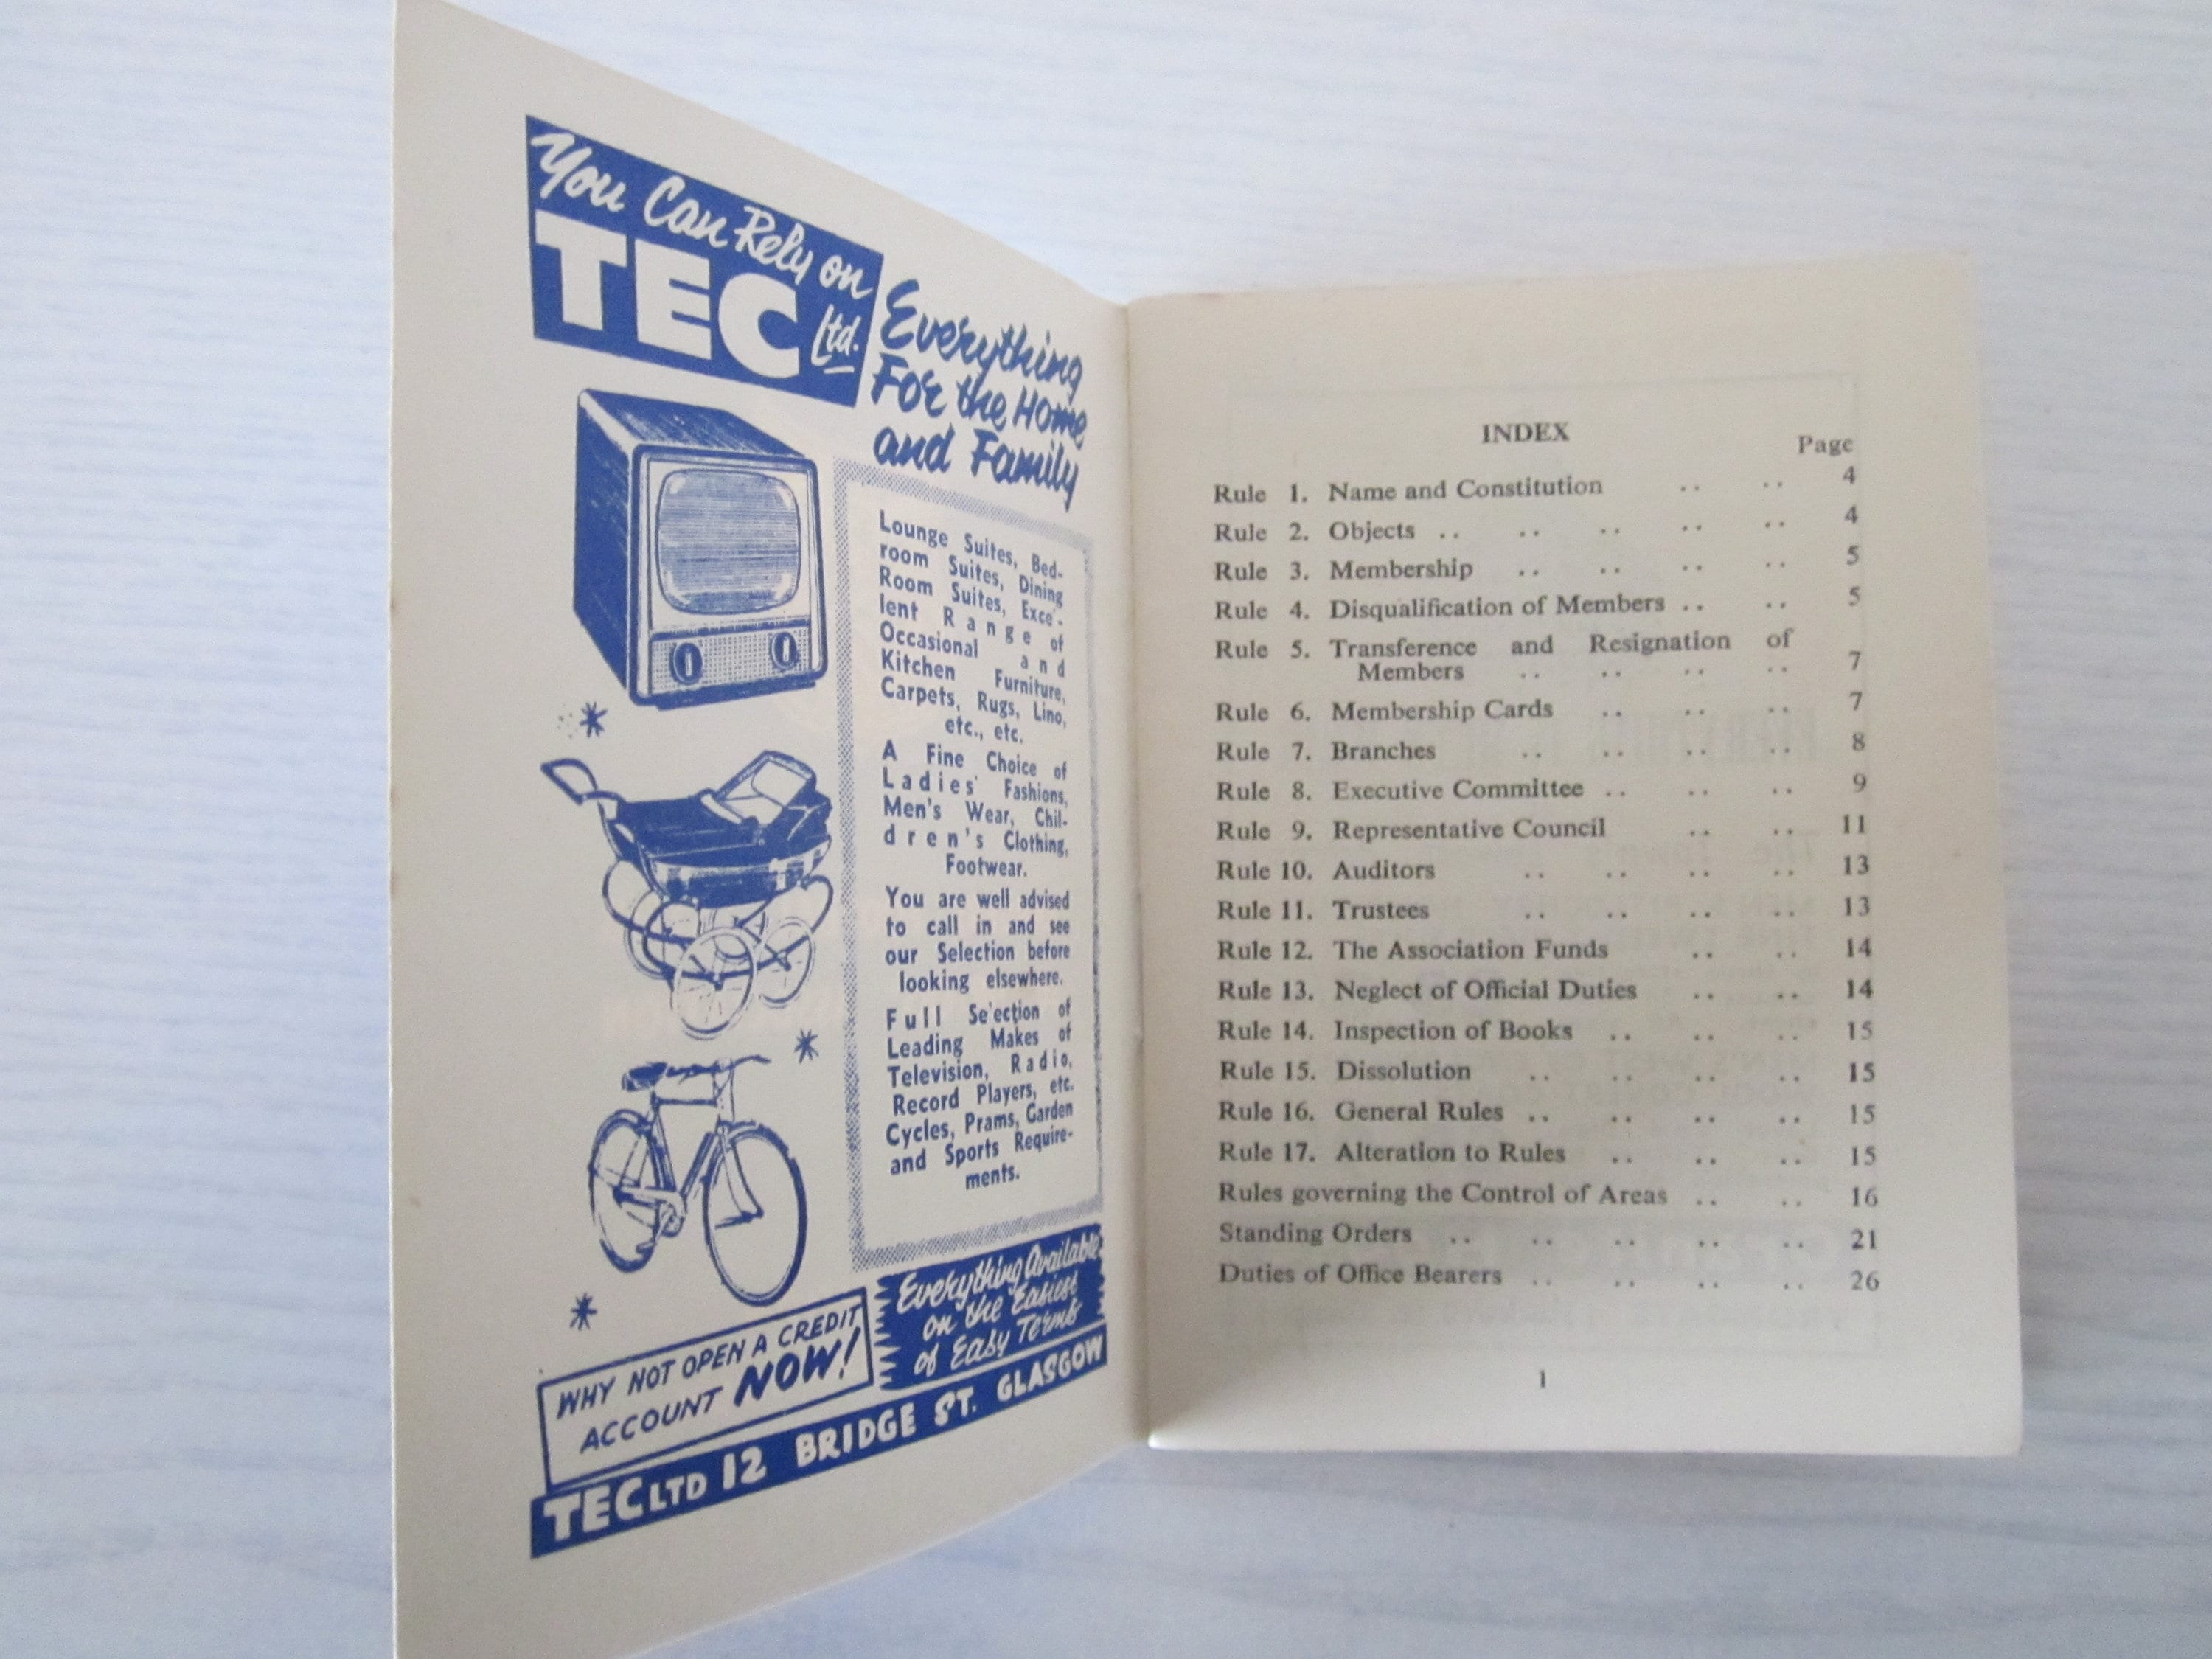 You Can Rely on
TEC Ltd.
Everything
For the Home
and Family
Lounge Suites, Bed-
room Suites, Dining
Room Suites, Exce'-
lent Range of
Occasional and
Kitchen Furniture,
Carpets, Rugs, Lino,
etc., etc.
A Fine Choice of
Ladies' Fashions,
Men's Wear, Chil-
dren's Clothing,
Footwear.
You are well advised
to call in and see
our Selection before
looking elsewhere.
Full Se'ection of
Leading Makes of
Television, Radio,
Record Players, etc.
Cycles, Prams, Garden
and Sports Require-
ments.
Everything Available
on the Easiest
of Easy Terms
WHY NOT OPEN A CREDIT
ACCOUNT NOW!
TEC LTD 12 BRIDGE ST. GLASGOW
INDEX
Page
Rule 1. Name and Constitution .. .. 4
Rule 2. Objects .. .. .. .. .. 4
Rule 3. Membership .. .. .. .. 5
Rule 4. Disqualification of Members .. .. 5
Rule 5. Transference and Resignation of
Members .. .. .. .. 7
Rule 6. Membership Cards .. .. .. 7
Rule 7. Branches .. .. .. .. 8
Rule 8. Executive Committee .. .. .. 9
Rule 9. Representative Council .. .. 11
Rule 10. Auditors .. .. .. .. 13
Rule 11. Trustees .. .. .. .. 13
Rule 12. The Association Funds .. .. 14
Rule 13. Neglect of Official Duties .. .. 14
Rule 14. Inspection of Books .. .. .. 15
Rule 15. Dissolution .. .. .. .. 15
Rule 16. General Rules .. .. .. .. 15
Rule 17. Alteration to Rules .. .. .. 15
Rules governing the Control of Areas .. .. 16
Standing Orders .. .. .. .. .. 21
Duties of Office Bearers .. .. .. .. 26
1